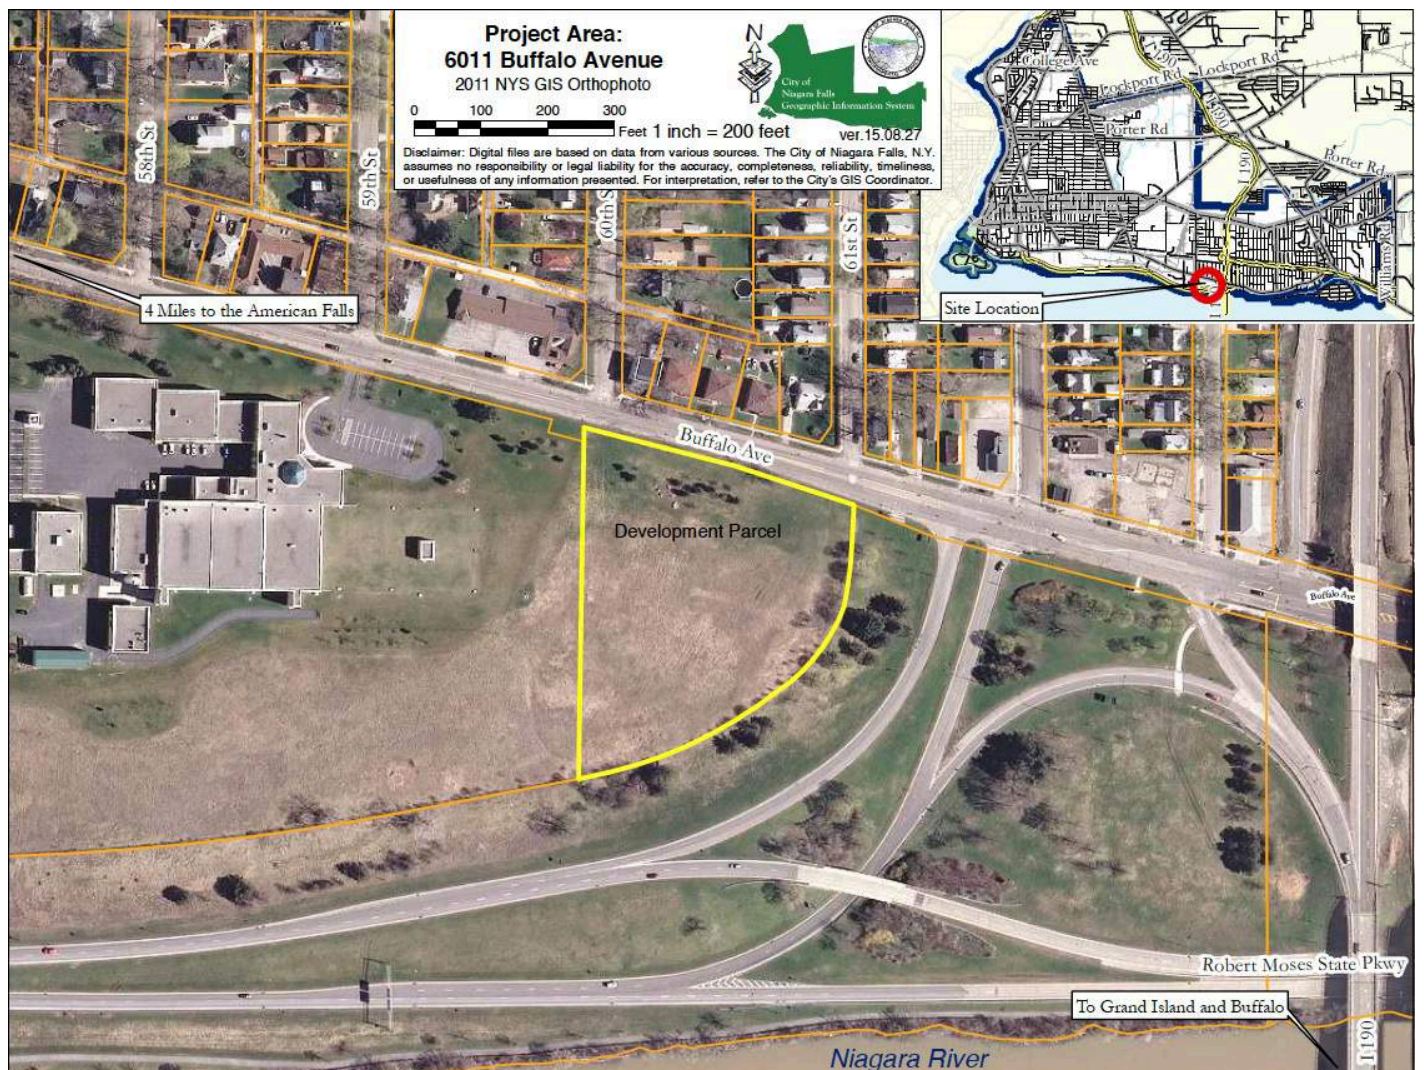 Project Area:
6011 Buffalo Avenue
2011 NYS GIS Orthophoto
0 100 200 300
Feet 1 inch = 200 feet
ver.15.08.27
N
City of
Niagara Falls
Geographic Information System
Disclaimer: Digital files are based on data from various sources. The City of Niagara Falls, N.Y.
assumes no responsibility or legal liability for the accuracy, completeness, reliability, timeliness,
or usefulness of any information presented. For interpretation, refer to the City's GIS Coordinator.
College Ave
I 190
Lockport Rd
Lockport Rd
I 190
Porter Rd
I 190
Porter Rd
Williams Rd
Site Location
58th St
59th St
60th St
61st St
4 Miles to the American Falls
Buffalo Ave
Development Parcel
Buffalo Ave
Robert Moses State Pkwy
To Grand Island and Buffalo
I 190
Niagara River